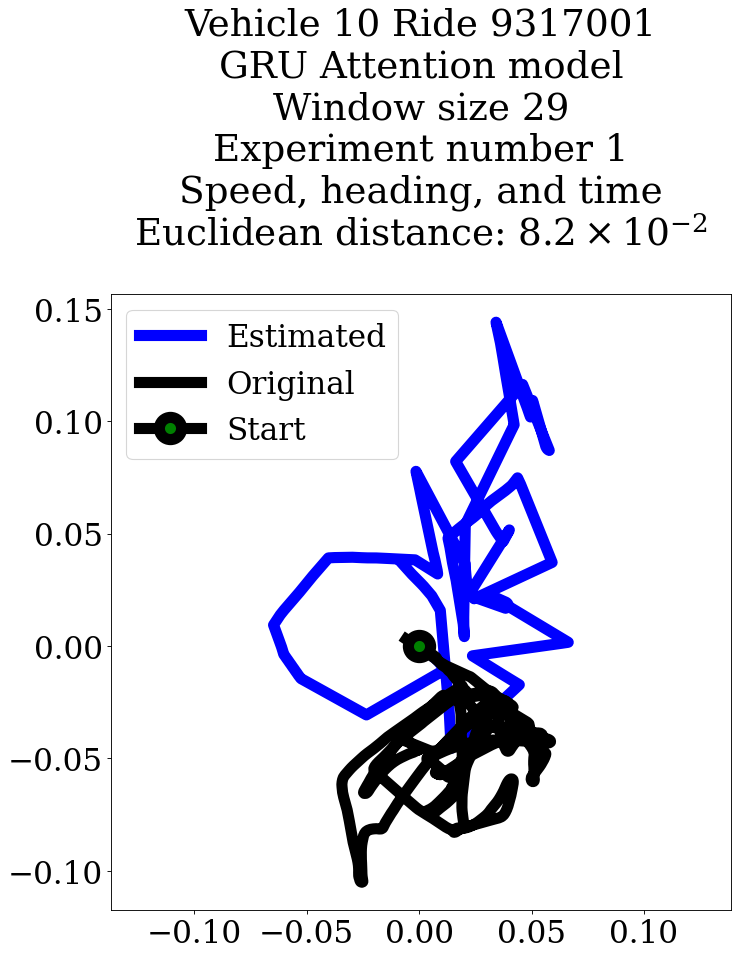 Vehicle 10 Ride 9317001
GRU Attention model
Window size 29
Experiment number 1
Speed, heading, and time
Euclidean distance: 8.2 × 10⁻²
0.15
0.10
0.05
0.00
−0.05
−0.10
Estimated
Original
Start
−0.10 −0.05 0.00 0.05 0.10